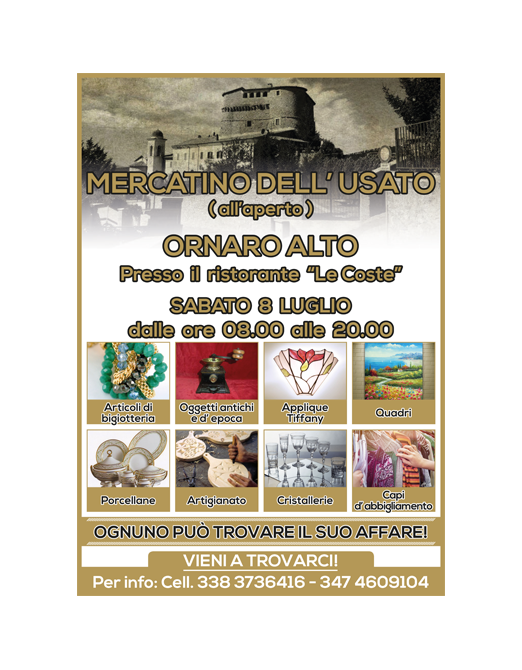 MERCATINO DELL' USATO
( all'aperto )
ORNARO ALTO
Presso il ristorante "Le Coste"
SABATO 8 LUGLIO
dalle ore 08.00 alle 20.00
Articoli di
bigiotteria
Oggetti antichi
e d' epoca
Applique
Tiffany
Quadri
Porcellane
Artigianato
Cristallerie
Capi
d' abbigliamento
OGNUNO PUÒ TROVARE IL SUO AFFARE!
VIENI A TROVARCI!
Per info: Cell. 338 3736416 - 347 4609104